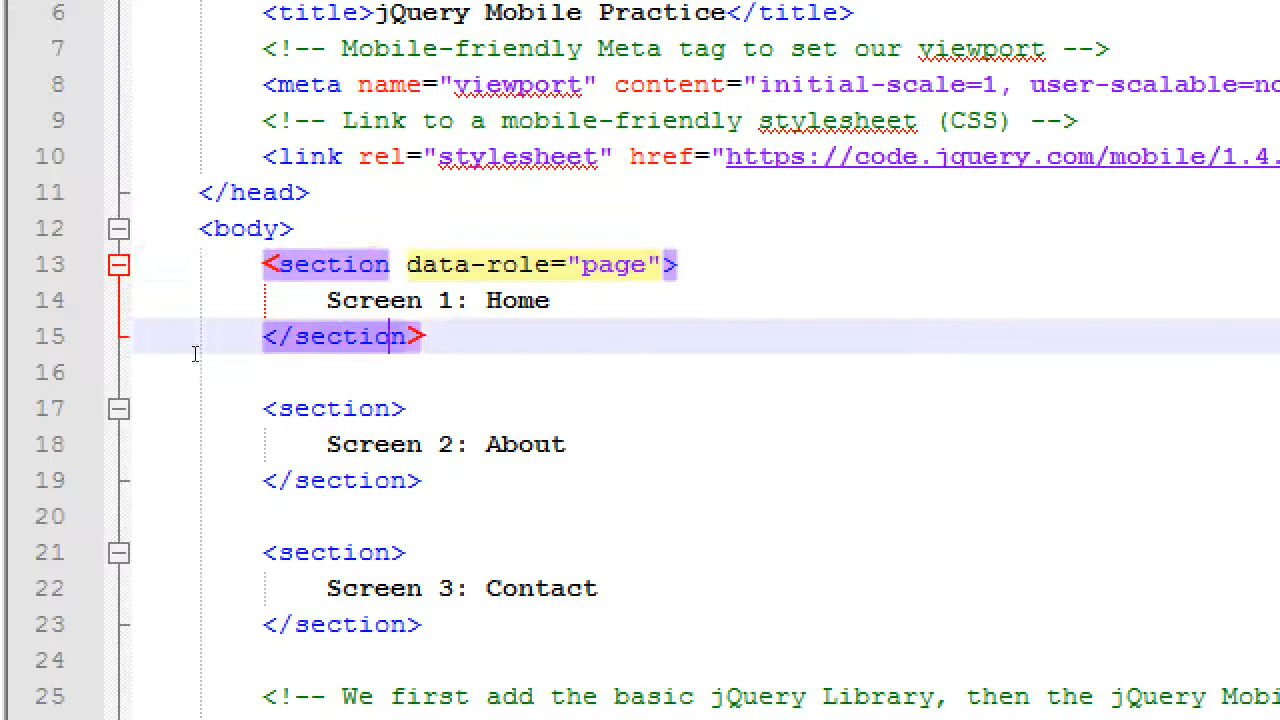 6 <title>jQuery Mobile Practice</title>
7 <!-- Mobile-friendly Meta tag to set our viewport -->
8 <meta name="viewport" content="initial-scale=1, user-scalable=no
9 <!-- Link to a mobile-friendly stylesheet (CSS) -->
10 <link rel="stylesheet" href="https://code.jquery.com/mobile/1.4.
11 </head>
12 <body>
13 <section data-role="page">
14 Screen 1: Home
15 </section>
16
17 <section>
18 Screen 2: About
19 </section>
20
21 <section>
22 Screen 3: Contact
23 </section>
24
25 <!-- We first add the basic jQuery Library, then the jQuery Mobi